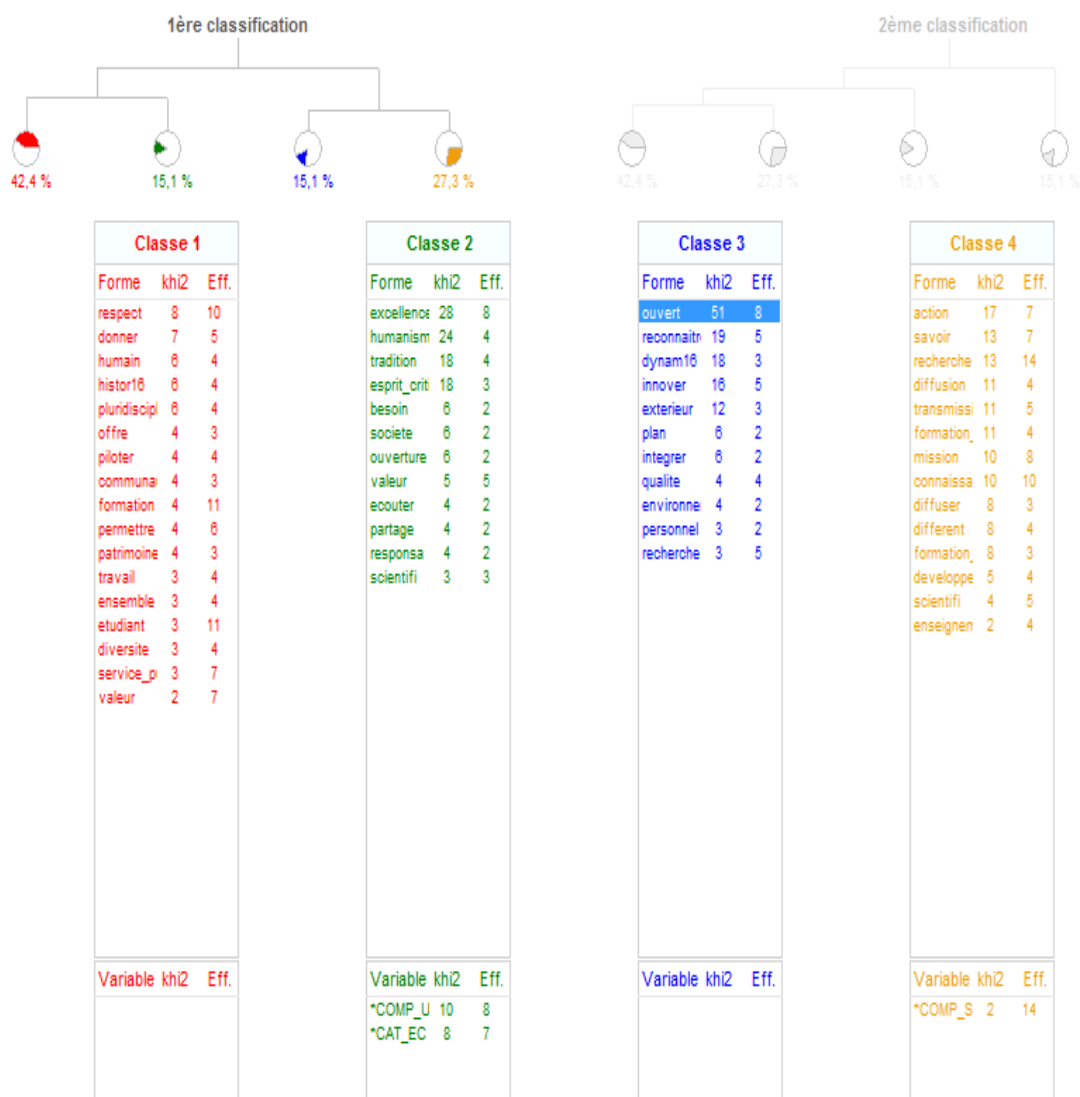 1ère classification
2ème classification
42,4 %
15,1 %
15,1 %
27,3 %
42,4 %
27,3 %
15,1 %
15,1 %
Classe 1
Forme khi2 Eff.
respect 8 10
donner 7 5
humain 6 4
histor16 6 4
pluridiscipl 6 4
offre 4 3
piloter 4 4
communa 4 3
formation 4 11
permettre 4 6
patrimoine 4 3
travail 3 4
ensemble 3 4
etudiant 3 11
diversite 3 4
service_p 3 7
valeur 2 7
Variable khi2 Eff.
Classe 2
Forme khi2 Eff.
excellence 28 8
humanism 24 4
tradition 18 4
esprit_crit 18 3
besoin 6 2
societe 6 2
ouverture 6 2
valeur 5 5
ecouter 4 2
partage 4 2
responsa 4 2
scientifi 3 3
Variable khi2 Eff.
*COMP_U 10 8
*CAT_EC 8 7
Classe 3
Forme khi2 Eff.
ouvert 51 8
reconnaitr 19 5
dynam16 18 3
innover 16 5
exterieur 12 3
plan 6 2
integrer 6 2
qualite 4 4
environne 4 2
personnel 3 2
recherche 3 5
Variable khi2 Eff.
Classe 4
Forme khi2 Eff.
action 17 7
savoir 13 7
recherche 13 14
diffusion 11 4
transmissi 11 5
formation_ 11 4
mission 10 8
connaissa 10 10
diffuser 8 3
different 8 4
formation_ 8 3
developpe 5 4
scientifi 4 5
enseignen 2 4
Variable khi2 Eff.
*COMP_S 2 14